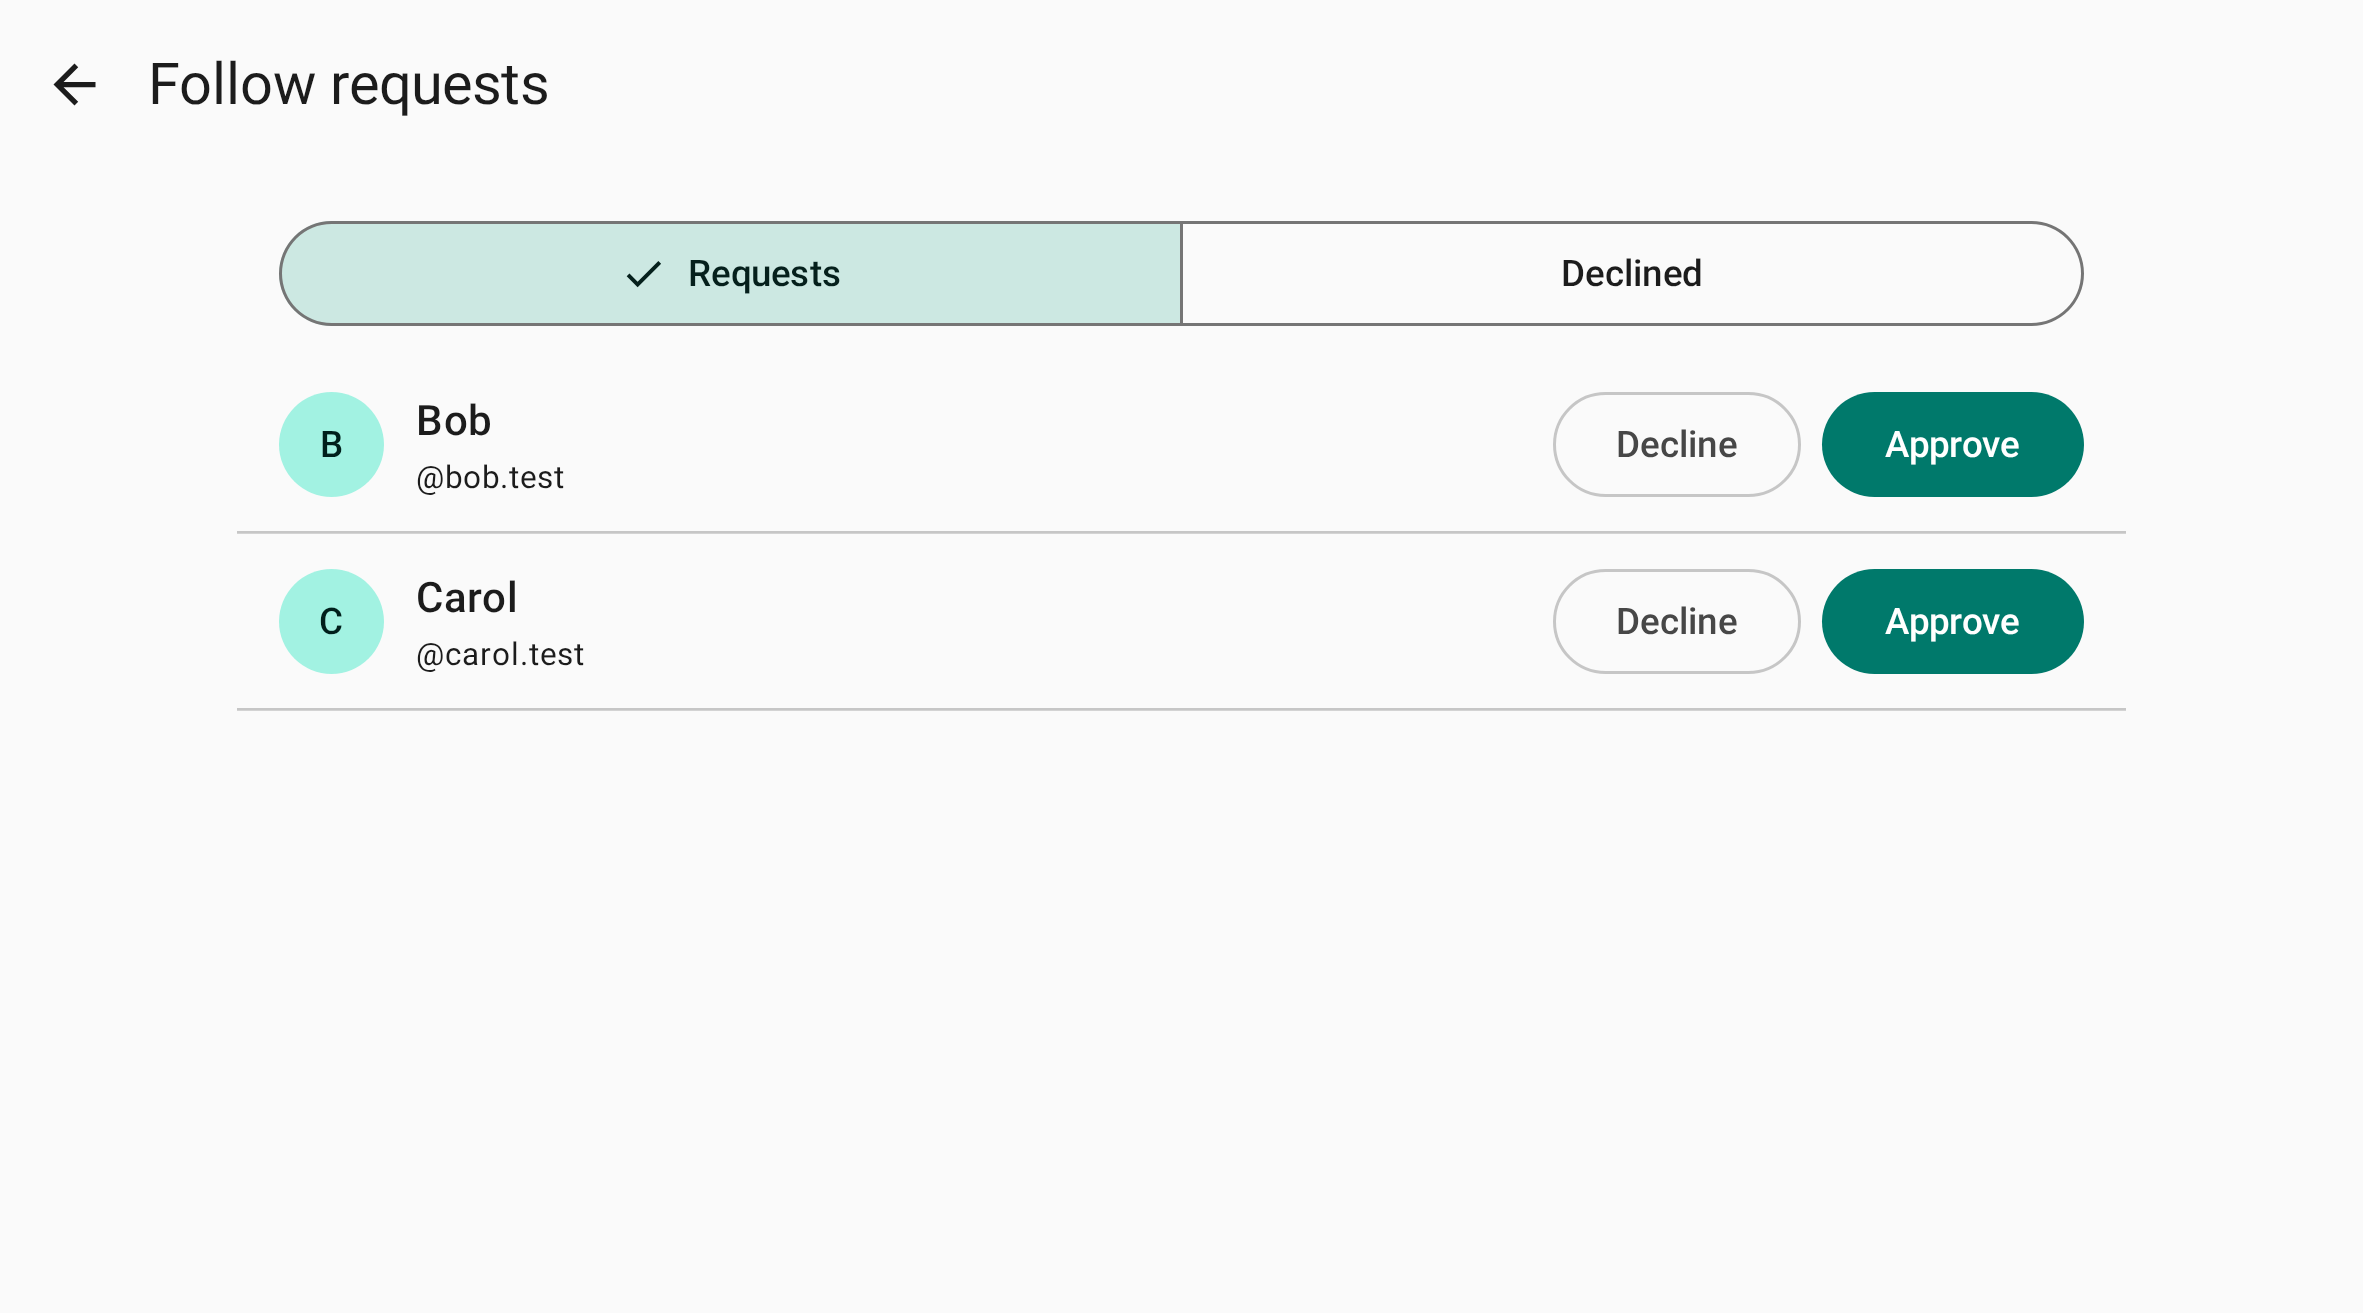 Follow requests
Requests
Declined
B
Bob
@bob.test
Decline
Approve
C
Carol
@carol.test
Decline
Approve